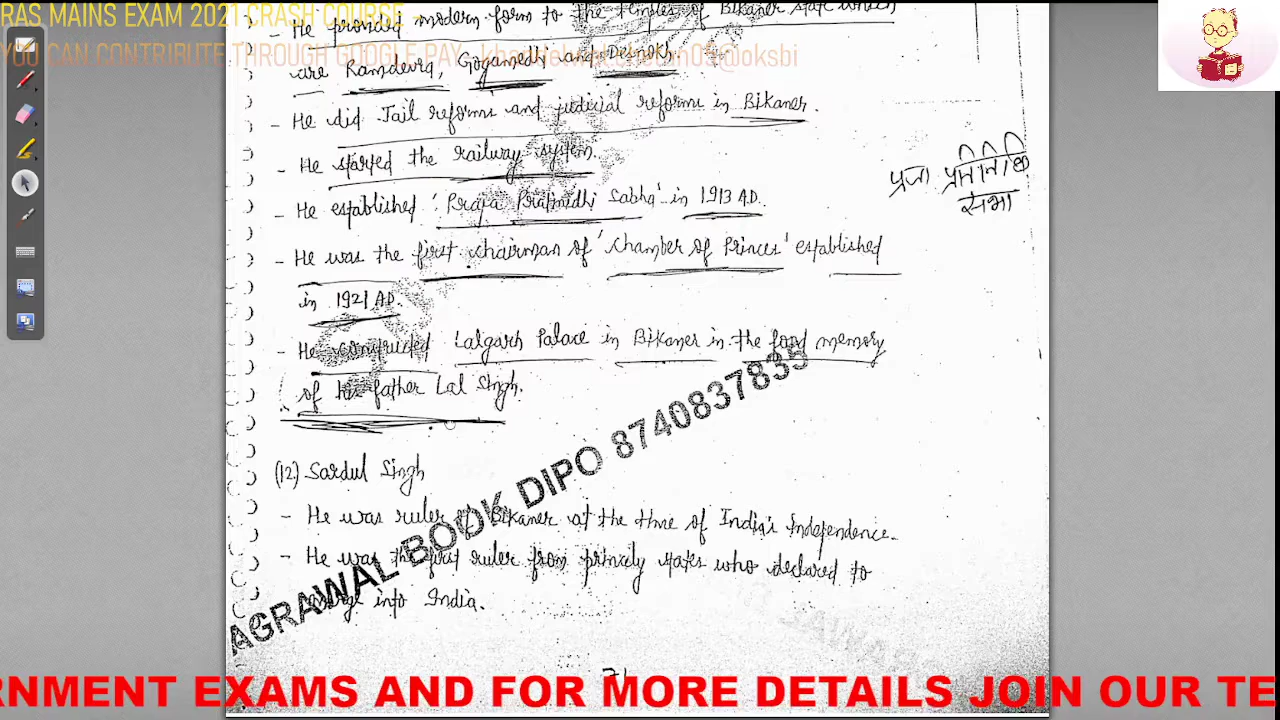 RAS MAINS EXAM 2021 CRASH COURSE -
YOU CAN CONTRIBUTE THROUGH GOOGLE PAY -
- He provided modern form to the temples of Bikaner state which
are Ramdevra, Gogamedhi and Deshnokh
- He did Jail reforms and judicial reforms in Bikaner.
- He started the railway system.
- He established 'Praja Pratinidhi Sabha' in 1913 AD.
प्रजा प्रतिनिधि
सभा
- He was the first chairman of 'Chamber of Princes' established
in 1921 AD.
- He constructed Lalgarh Palace in Bikaner in the fond memory
of his father Lal Singh.
(12) Sardul Singh
- He was ruler of Bikaner at the time of India's Independence.
- He was the first ruler from princely states who declared to
merge into India.
AGRAWAL BOOK DIPO 8740837835
71
RNMENT EXAMS AND FOR MORE DETAILS JOIN OUR TE